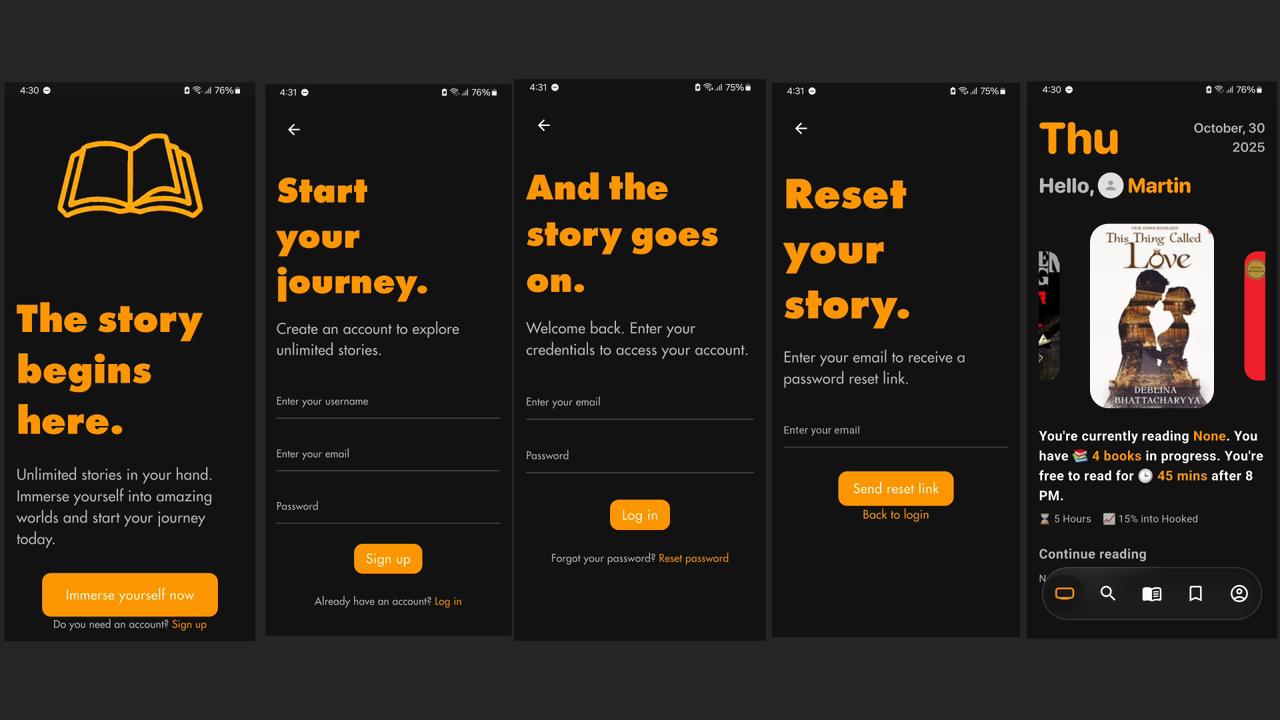 4:30
76%
The story
begins
here.
Unlimited stories in your hand.
Immerse yourself into amazing
worlds and start your journey
today.
Immerse yourself now
Do you need an account? Sign up
4:31
76%
Start
your
journey.
Create an account to explore
unlimited stories.
Enter your username
Enter your email
Password
Sign up
Already have an account? Log in
4:31
75%
And the
story goes
on.
Welcome back. Enter your
credentials to access your account.
Enter your email
Password
Log in
Forgot your password? Reset password
4:31
75%
Reset
your
story.
Enter your email to receive a
password reset link.
Enter your email
Send reset link
Back to login
4:30
76%
Thu
October, 30
2025
Hello, Martin
This Thing Called
Love
DEBLINA
BHATTACHARYYA
You're currently reading None. You
have 📚 4 books in progress. You're
free to read for 🕒 45 mins after 8
PM.
⌛ 5 Hours 📈 15% into Hooked
Continue reading